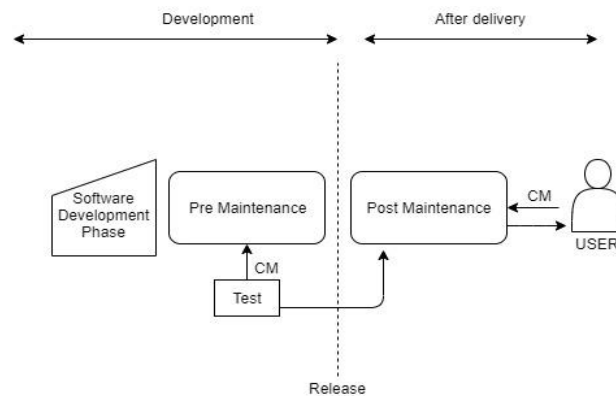 Development
After delivery
Software
Development
Phase
Pre Maintenance
Post Maintenance
CM
USER
CM
Test
Release